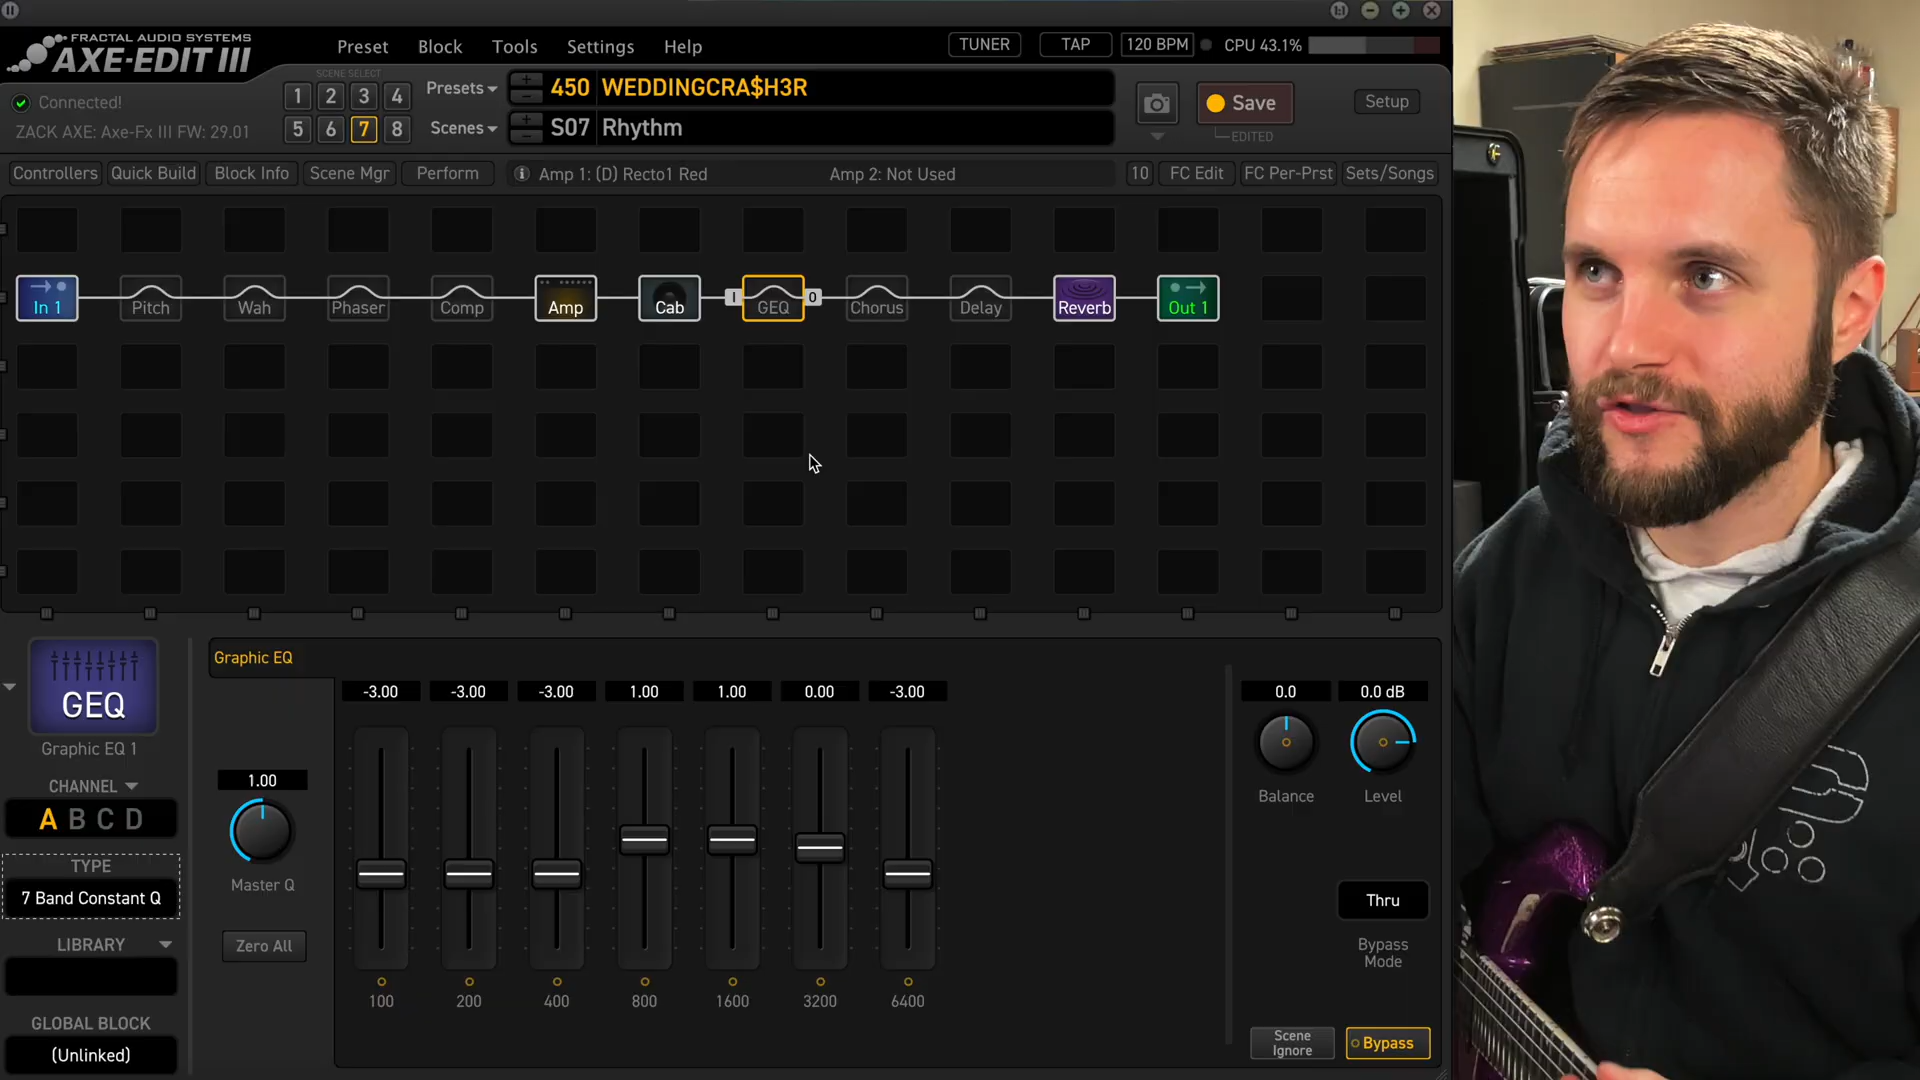 FRACTAL AUDIO SYSTEMS
AXE-EDIT III
Preset Block Tools Settings Help
TUNER TAP 120 BPM CPU 43.1%
Connected!
ZACK AXE: Axe-Fx III FW: 29.01
SCENE SELECT
1 2 3 4
5 6 7 8
Presets + - 450 WEDDINGCRA$H3R
Scenes + - S07 Rhythm
Save
EDITED
Setup
Controllers Quick Build Block Info Scene Mgr Perform
Amp 1: (D) Recto1 Red Amp 2: Not Used
10 FC Edit FC Per-Prst Sets/Songs
In 1 Pitch Wah Phaser Comp Amp Cab I GEQ O Chorus Delay Reverb Out 1
GEQ
Graphic EQ 1
CHANNEL
A B C D
TYPE
7 Band Constant Q
LIBRARY
GLOBAL BLOCK
(Unlinked)
Graphic EQ
1.00
Master Q
Zero All
-3.00 -3.00 -3.00 1.00 1.00 0.00 -3.00
100 200 400 800 1600 3200 6400
0.0 0.0 dB
Balance Level
Thru
Bypass
Mode
Scene
Ignore
Bypass